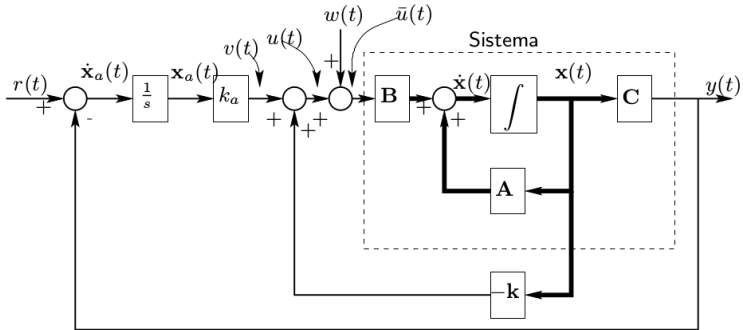 w(t)
ū(t)
u(t)
v(t)
+
Sistema
r(t)
ẋₐ(t)
xₐ(t)
ẋ(t)
x(t)
y(t)
1/s
kₐ
B
∫
C
+
-
+
+
+
+
+
A
−k